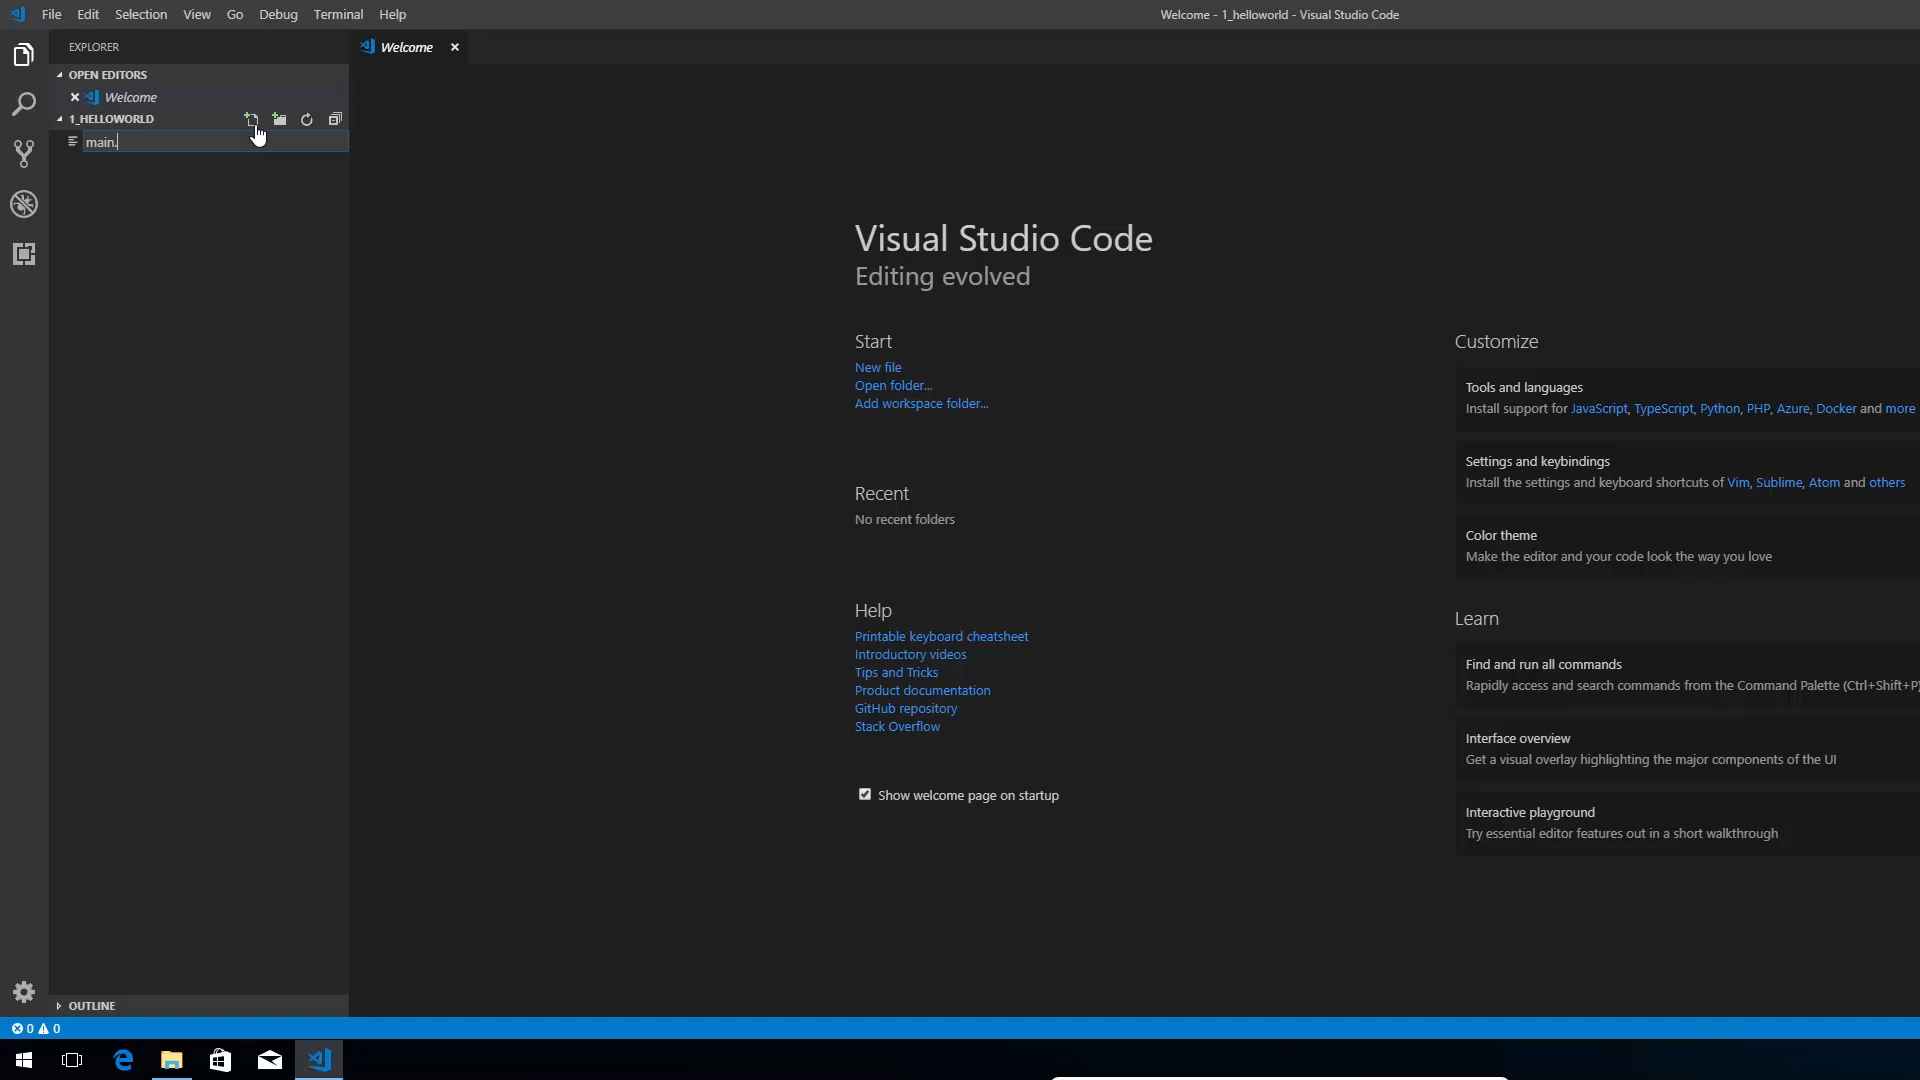 File Edit Selection View Go Debug Terminal Help
Welcome - 1_helloworld - Visual Studio Code
EXPLORER
Welcome
OPEN EDITORS
Welcome
1_HELLOWORLD
main.
Visual Studio Code
Editing evolved
Start
New file
Open folder...
Add workspace folder...
Recent
No recent folders
Help
Printable keyboard cheatsheet
Introductory videos
Tips and Tricks
Product documentation
GitHub repository
Stack Overflow
Show welcome page on startup
Customize
Tools and languages
Install support for JavaScript, TypeScript, Python, PHP, Azure, Docker and more
Settings and keybindings
Install the settings and keyboard shortcuts of Vim, Sublime, Atom and others
Color theme
Make the editor and your code look the way you love
Learn
Find and run all commands
Rapidly access and search commands from the Command Palette (Ctrl+Shift+P)
Interface overview
Get a visual overlay highlighting the major components of the UI
Interactive playground
Try essential editor features out in a short walkthrough
OUTLINE
0 0